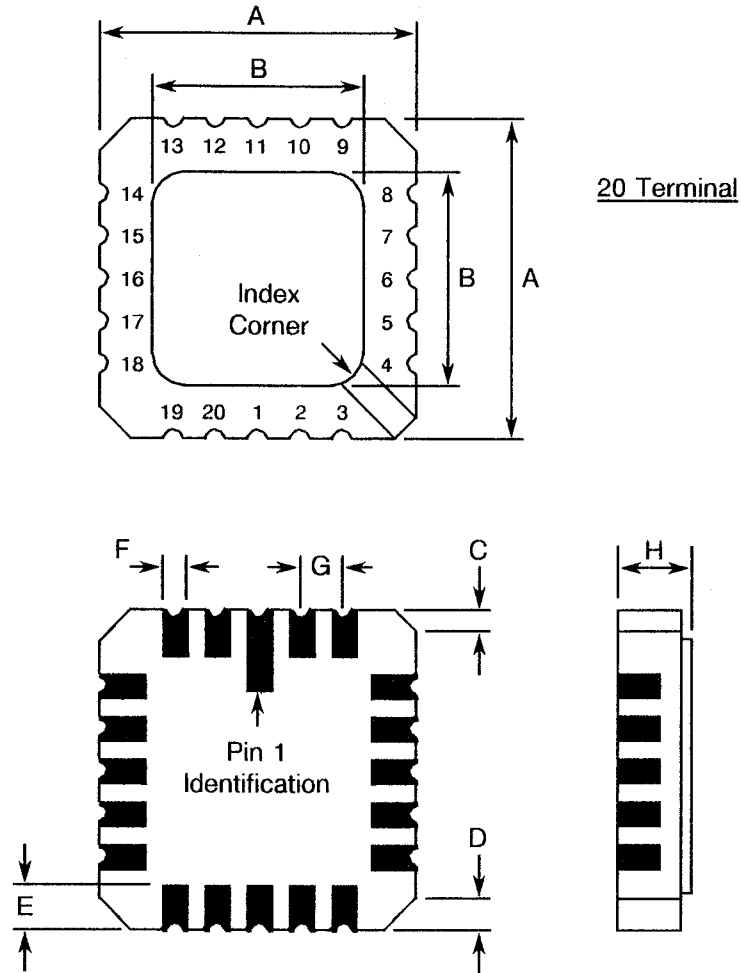 A
B
13 12 11 10 9
20 Terminal
14 8
15 7
16 6
17 5
18 4
B A
Index
Corner
19 20 1 2 3
F G C H
Pin 1
Identification
D
E